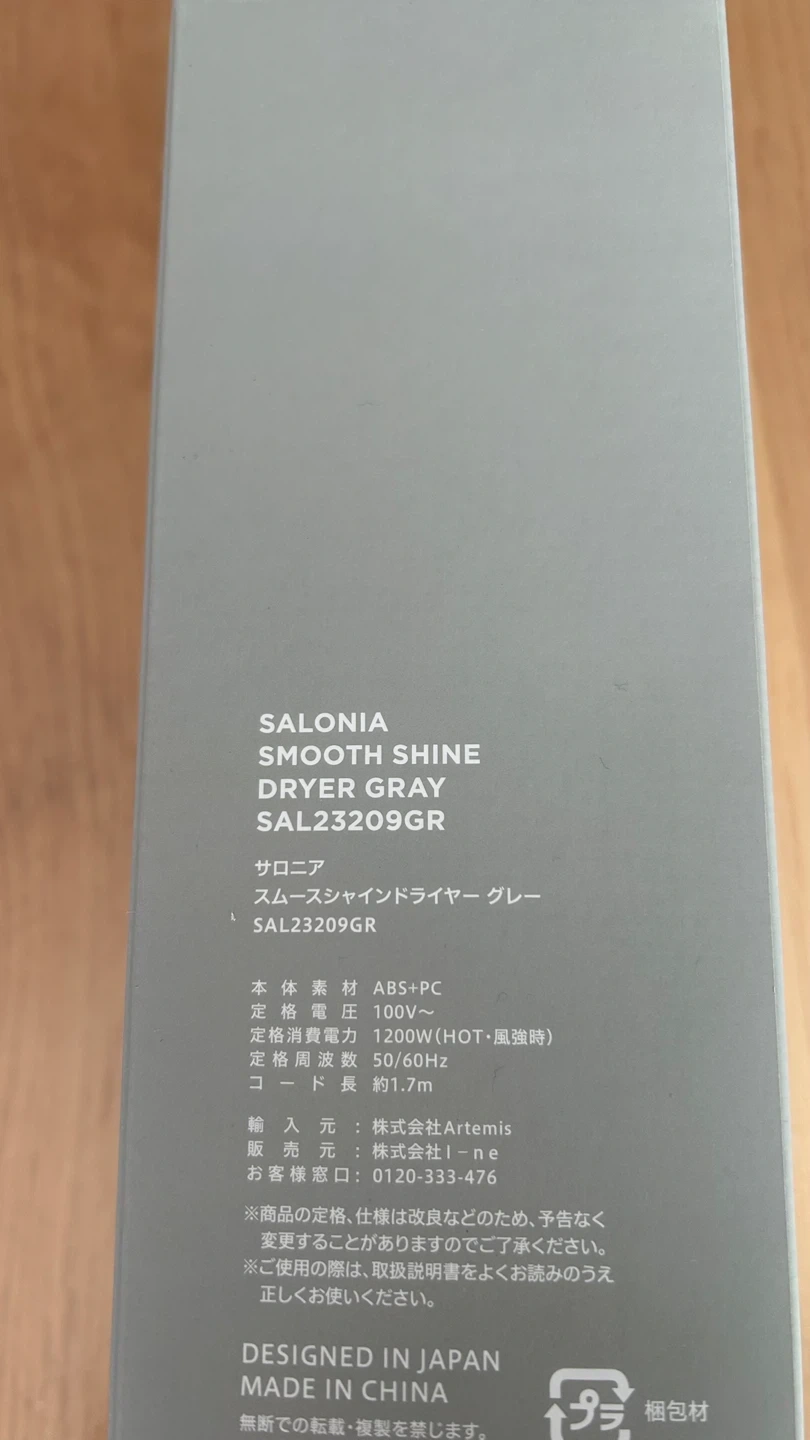 SALONIA
SMOOTH SHINE
DRYER GRAY
SAL23209GR
サロニア
スムースシャインドライヤー グレー
SAL23209GR
本体素材 ABS+PC
定格電圧 100V～
定格消費電力 1200W(HOT・風強時)
定格周波数 50/60Hz
コード長 約1.7m
輸入元：株式会社Artemis
販売元：株式会社I-ne
お客様窓口：0120-333-476
※商品の定格、仕様は改良などのため、予告なく
変更することがありますのでご了承ください。
※ご使用の際は、取扱説明書をよくお読みのうえ
正しくお使いください。
DESIGNED IN JAPAN
MADE IN CHINA
無断での転載・複製を禁じます。
プラ 梱包材